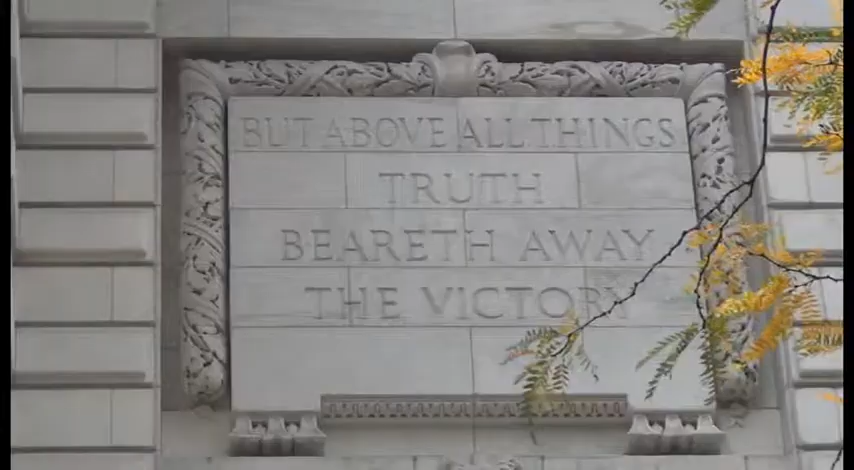 BUT ABOVE ALL THINGS
TRUTH
BEARETH AWAY
THE VICTORY